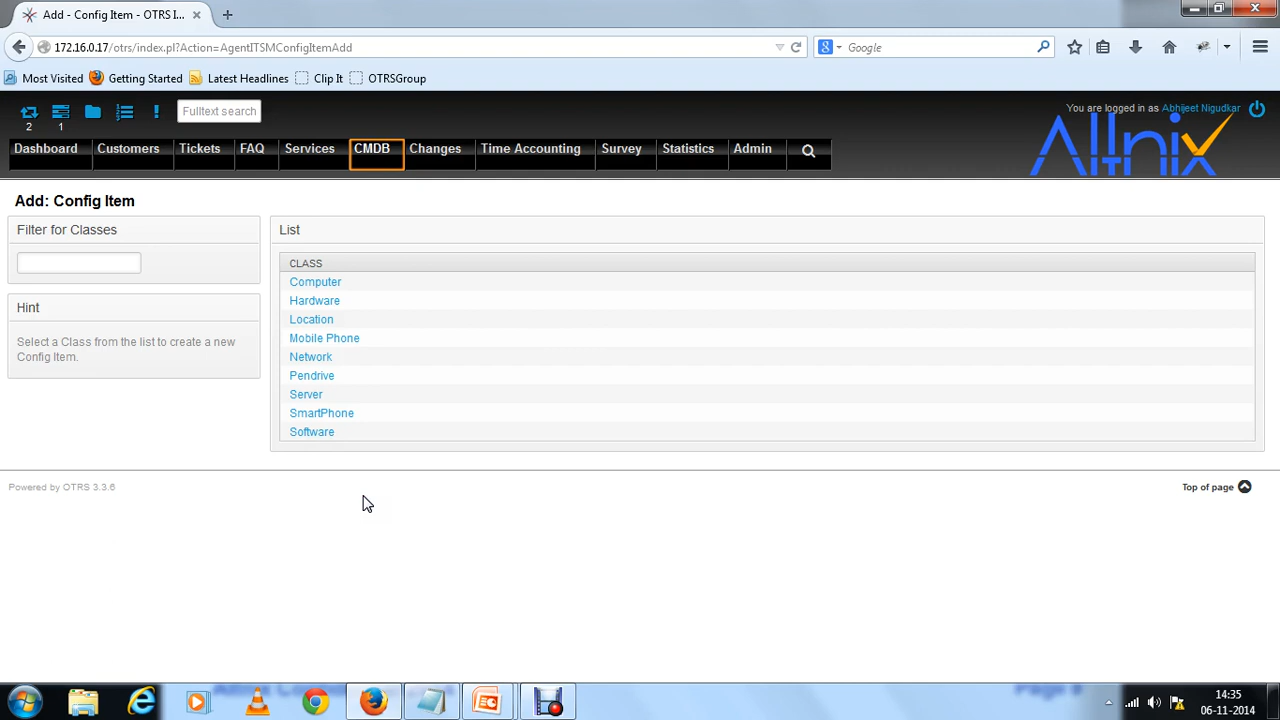 Add - Config Item - OTRS I...
172.16.0.17/otrs/index.pl?Action=AgentITSMConfigItemAdd
Google
Most Visited
Getting Started
Latest Headlines
Clip It
OTRSGroup
2
1
Fulltext search
You are logged in as Abhijeet Nigudkar
Dashboard
Customers
Tickets
FAQ
Services
CMDB
Changes
Time Accounting
Survey
Statistics
Admin
Alltnix
Add: Config Item
Filter for Classes
Hint
Select a Class from the list to create a new
Config Item.
List
CLASS
Computer
Hardware
Location
Mobile Phone
Network
Pendrive
Server
SmartPhone
Software
Powered by OTRS 3.3.6
Top of page
14:35
06-11-2014